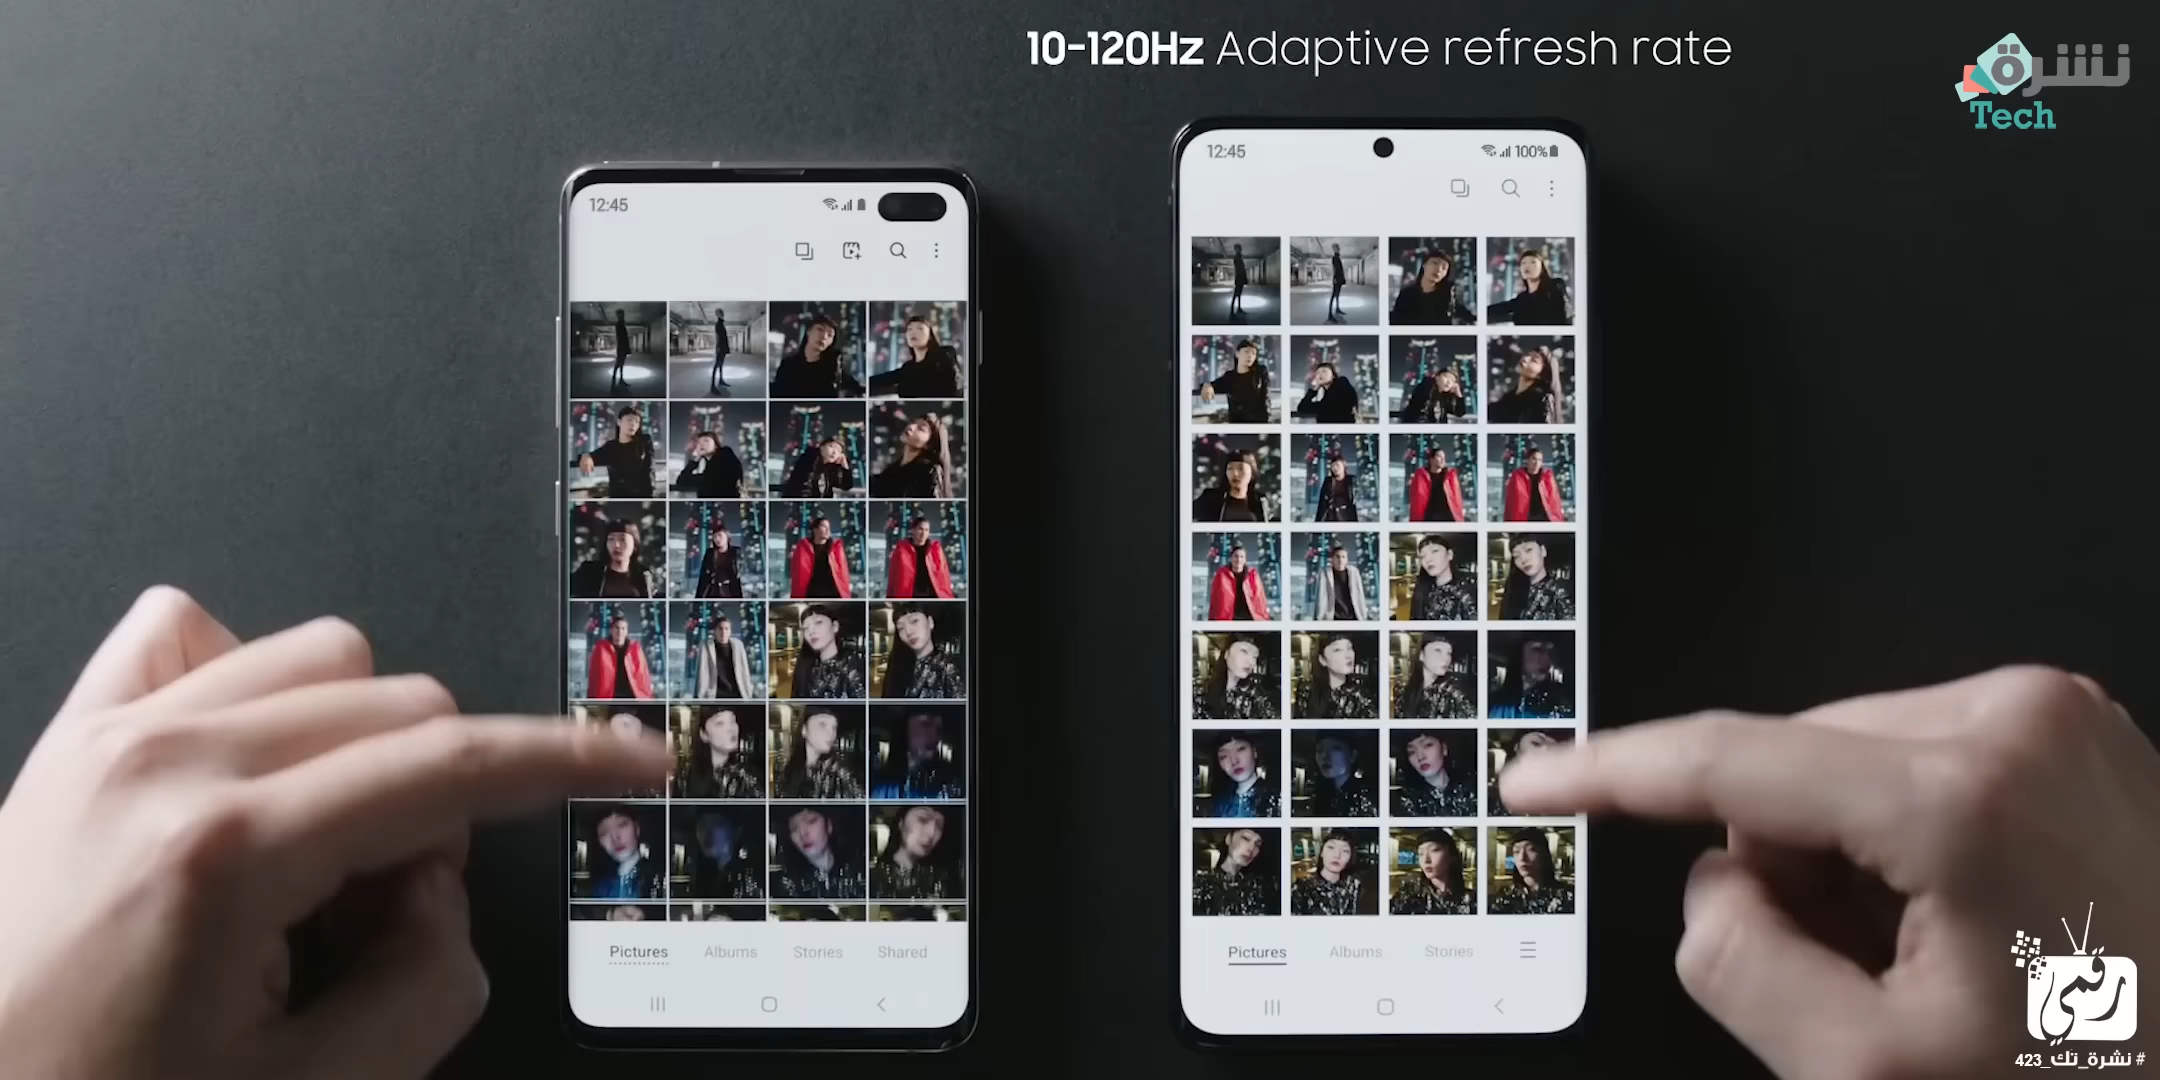 10-120Hz Adaptive refresh rate
نشرة
Tech
12:45
12:45
100%
Pictures
Albums
Stories
Shared
Pictures
Albums
Stories
رقمي
# نشرة_تك_423